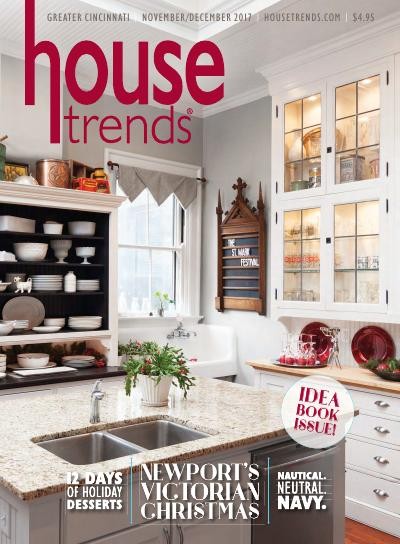 GREATER CINCINNATI | NOVEMBER/DECEMBER 2017 | HOUSETRENDS.COM | $4.95
house
trends®
THE
ST. MARK
FESTIVAL
IDEA
BOOK
ISSUE!
12 DAYS
OF HOLIDAY
DESSERTS
NEWPORT'S
VICTORIAN
CHRISTMAS
NAUTICAL.
NEUTRAL.
NAVY.